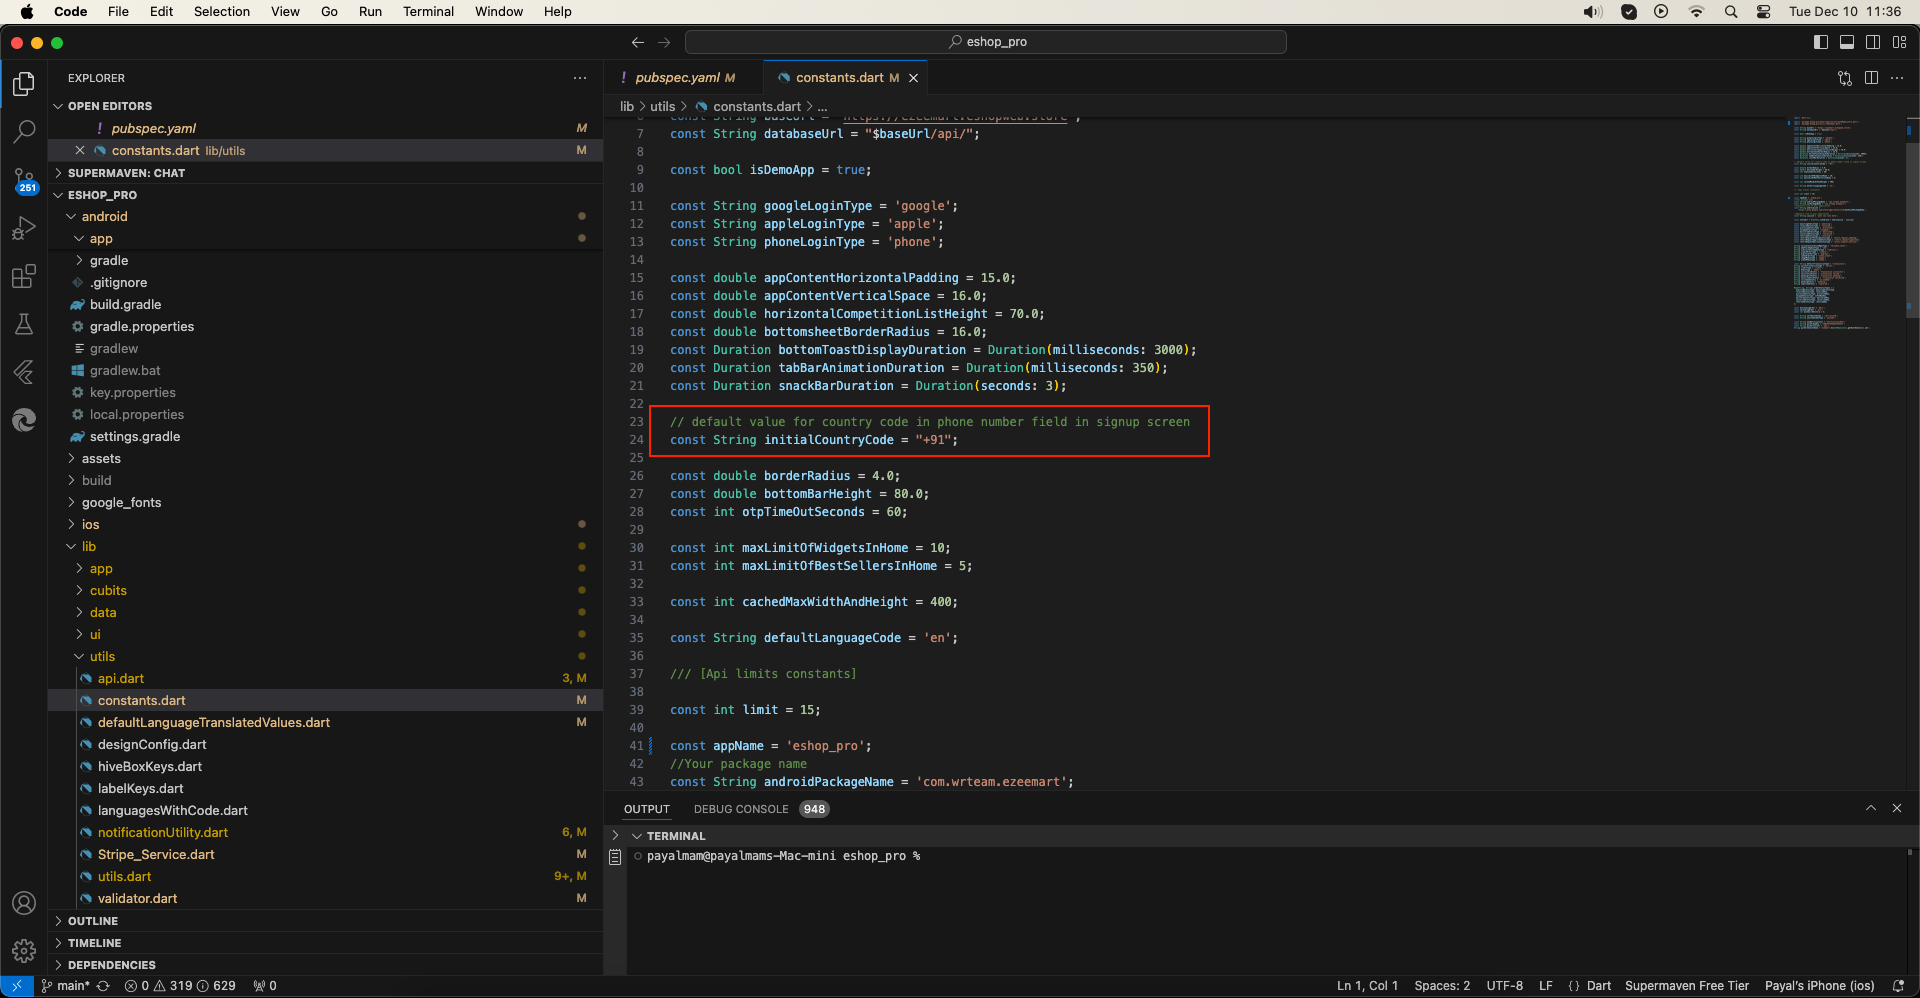 Code File Edit Selection View Go Run Terminal Window Help
Tue Dec 10 11:36
eshop_pro
EXPLORER
OPEN EDITORS
! pubspec.yaml M
constants.dart lib/utils M
SUPERMAVEN: CHAT
251
ESHOP_PRO
android
app
gradle
.gitignore
build.gradle
gradle.properties
gradlew
gradlew.bat
key.properties
local.properties
settings.gradle
assets
build
google_fonts
ios
lib
app
cubits
data
ui
utils
api.dart 3, M
constants.dart M
defaultLanguageTranslatedValues.dart M
designConfig.dart
hiveBoxKeys.dart
labelKeys.dart
languagesWithCode.dart
notificationUtility.dart 6, M
Stripe_Service.dart M
utils.dart 9+, M
validator.dart M
OUTLINE
TIMELINE
DEPENDENCIES
! pubspec.yaml M
constants.dart M
lib > utils > constants.dart > ...
7 const String databaseUrl = "$baseUrl/api/";
8
9 const bool isDemoApp = true;
10
11 const String googleLoginType = 'google';
12 const String appleLoginType = 'apple';
13 const String phoneLoginType = 'phone';
14
15 const double appContentHorizontalPadding = 15.0;
16 const double appContentVerticalSpace = 16.0;
17 const double horizontalCompetitionListHeight = 70.0;
18 const double bottomsheetBorderRadius = 16.0;
19 const Duration bottomToastDisplayDuration = Duration(milliseconds: 3000);
20 const Duration tabBarAnimationDuration = Duration(milliseconds: 350);
21 const Duration snackBarDuration = Duration(seconds: 3);
22
23 // default value for country code in phone number field in signup screen
24 const String initialCountryCode = "+91";
25
26 const double borderRadius = 4.0;
27 const double bottomBarHeight = 80.0;
28 const int otpTimeOutSeconds = 60;
29
30 const int maxLimitOfWidgetsInHome = 10;
31 const int maxLimitOfBestSellersInHome = 5;
32
33 const int cachedMaxWidthAndHeight = 400;
34
35 const String defaultLanguageCode = 'en';
36
37 /// [Api limits constants]
38
39 const int limit = 15;
40
41 const appName = 'eshop_pro';
42 //Your package name
43 const String androidPackageName = 'com.wrteam.ezeemart';
OUTPUT DEBUG CONSOLE 948
TERMINAL
payalmam@payalmams-Mac-mini eshop_pro %
main* 0 319 629 0
Ln 1, Col 1 Spaces: 2 UTF-8 LF {} Dart Supermaven Free Tier Payal's iPhone (ios)